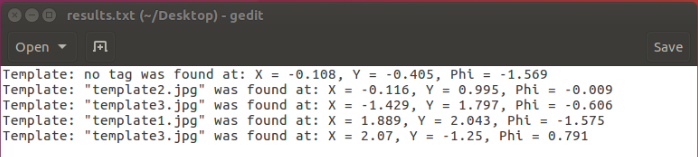 results.txt (~/Desktop) - gedit
Open Save
Template: no tag was found at: X = -0.108, Y = -0.405, Phi = -1.569
Template: "template2.jpg" was found at: X = -0.116, Y = 0.995, Phi = -0.009
Template: "template3.jpg" was found at: X = -1.429, Y = 1.797, Phi = -0.606
Template: "template1.jpg" was found at: X = 1.889, Y = 2.043, Phi = -1.575
Template: "template3.jpg" was found at: X = 2.07, Y = -1.25, Phi = 0.791